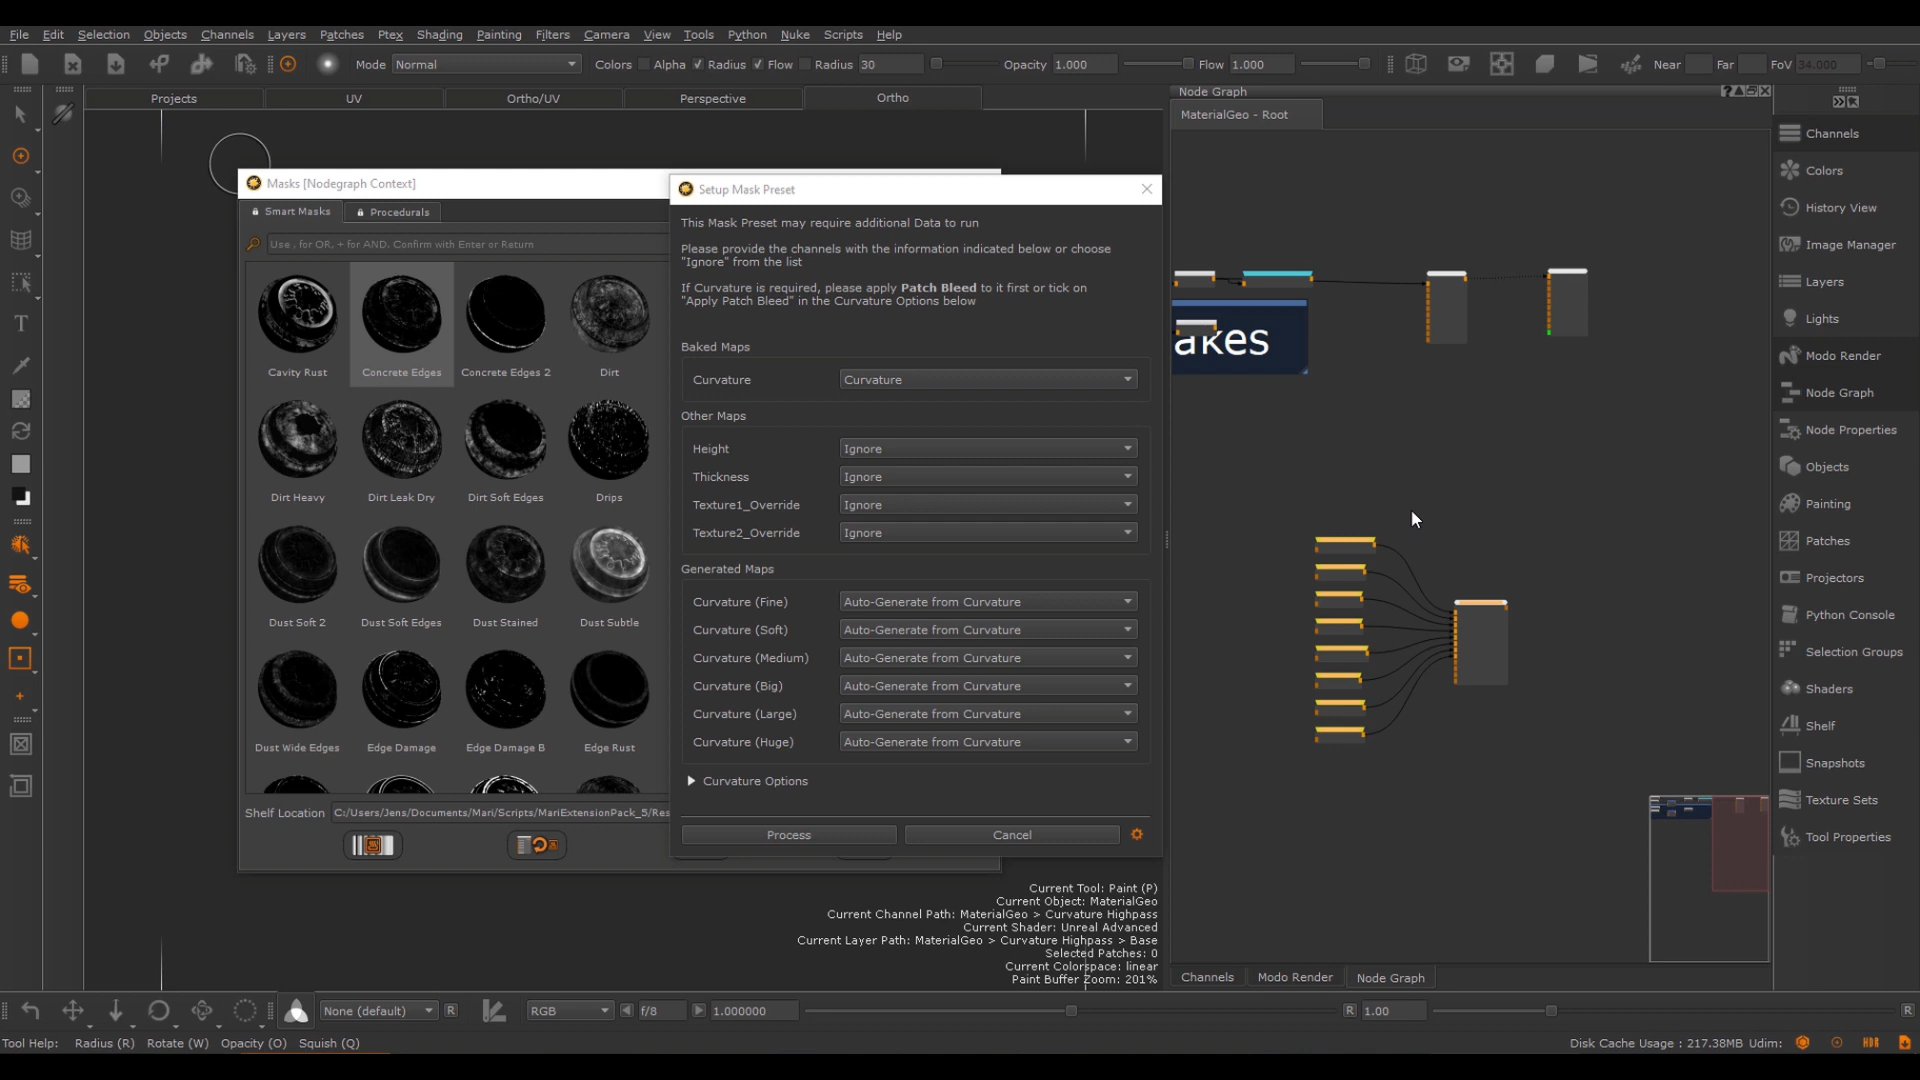 File Edit Selection Objects Channels Layers Patches Ptex Shading Painting Filters Camera View Tools Python Nuke Scripts Help
Mode Normal Colors Alpha Radius Flow Radius 30 Opacity 1.000 Flow 1.000 Near Far FoV 34.000
Projects UV Ortho/UV Perspective Ortho
Node Graph
MaterialGeo - Root
Masks [Nodegraph Context]
Smart Masks Procedurals
Use , for OR, + for AND. Confirm with Enter or Return
Cavity Rust Concrete Edges Concrete Edges 2 Dirt
Dirt Heavy Dirt Leak Dry Dirt Soft Edges Drips
Dust Soft 2 Dust Soft Edges Dust Stained Dust Subtle
Dust Wide Edges Edge Damage Edge Damage B Edge Rust
Shelf Location C:/Users/Jens/Documents/Mari/Scripts/MariExtensionPack_5/Res
Setup Mask Preset
This Mask Preset may require additional Data to run
Please provide the channels with the information indicated below or choose
"Ignore" from the list
If Curvature is required, please apply Patch Bleed to it first or tick on
"Apply Patch Bleed" in the Curvature Options below
Baked Maps
Curvature Curvature
Other Maps
Height Ignore
Thickness Ignore
Texture1_Override Ignore
Texture2_Override Ignore
Generated Maps
Curvature (Fine) Auto-Generate from Curvature
Curvature (Soft) Auto-Generate from Curvature
Curvature (Medium) Auto-Generate from Curvature
Curvature (Big) Auto-Generate from Curvature
Curvature (Large) Auto-Generate from Curvature
Curvature (Huge) Auto-Generate from Curvature
Curvature Options
Process Cancel
akes
Channels
Colors
History View
Image Manager
Layers
Lights
Modo Render
Node Graph
Node Properties
Objects
Painting
Patches
Projectors
Python Console
Selection Groups
Shaders
Shelf
Snapshots
Texture Sets
Tool Properties
Current Tool: Paint (P)
Current Object: MaterialGeo
Current Channel Path: MaterialGeo > Curvature Highpass
Current Shader: Unreal Advanced
Current Layer Path: MaterialGeo > Curvature Highpass > Base
Selected Patches: 0
Current Colorspace: linear
Paint Buffer Zoom: 201%
Channels Modo Render Node Graph
None (default) R RGB f/8 1.000000 R 1.00 R
Tool Help: Radius (R) Rotate (W) Opacity (O) Squish (Q)
Disk Cache Usage : 217.38MB Udim: HDR